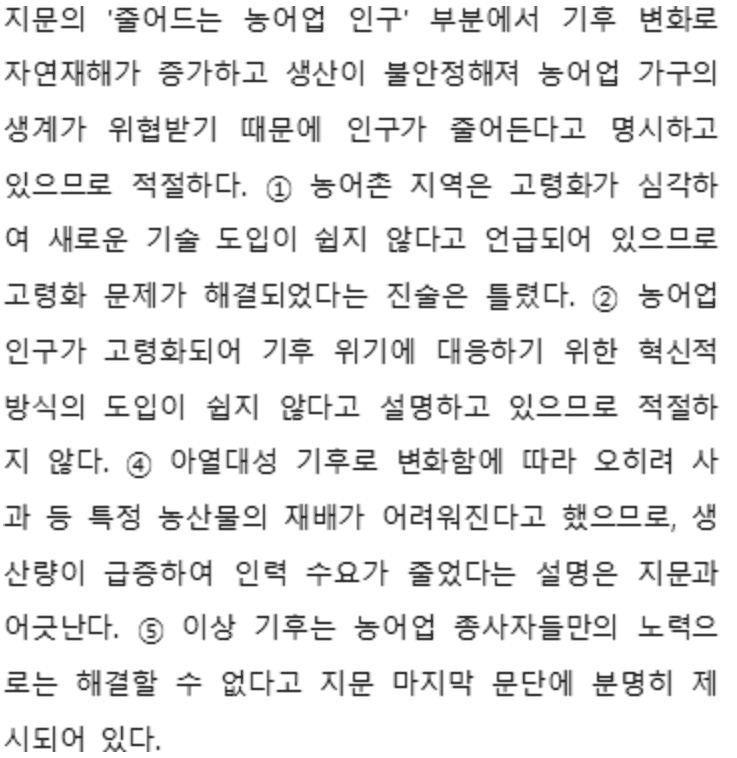 지문의 '줄어드는 농어업 인구' 부분에서 기후 변화로
자연재해가 증가하고 생산이 불안정해져 농어업 가구의
생계가 위협받기 때문에 인구가 줄어든다고 명시하고
있으므로 적절하다. ① 농어촌 지역은 고령화가 심각하
여 새로운 기술 도입이 쉽지 않다고 언급되어 있으므로
고령화 문제가 해결되었다는 진술은 틀렸다. ② 농어업
인구가 고령화되어 기후 위기에 대응하기 위한 혁신적
방식의 도입이 쉽지 않다고 설명하고 있으므로 적절하
지 않다. ④ 아열대성 기후로 변화함에 따라 오히려 사
과 등 특정 농산물의 재배가 어려워진다고 했으므로, 생
산량이 급증하여 인력 수요가 줄었다는 설명은 지문과
어긋난다. ⑤ 이상 기후는 농어업 종사자들만의 노력으
로는 해결할 수 없다고 지문 마지막 문단에 분명히 제
시되어 있다.